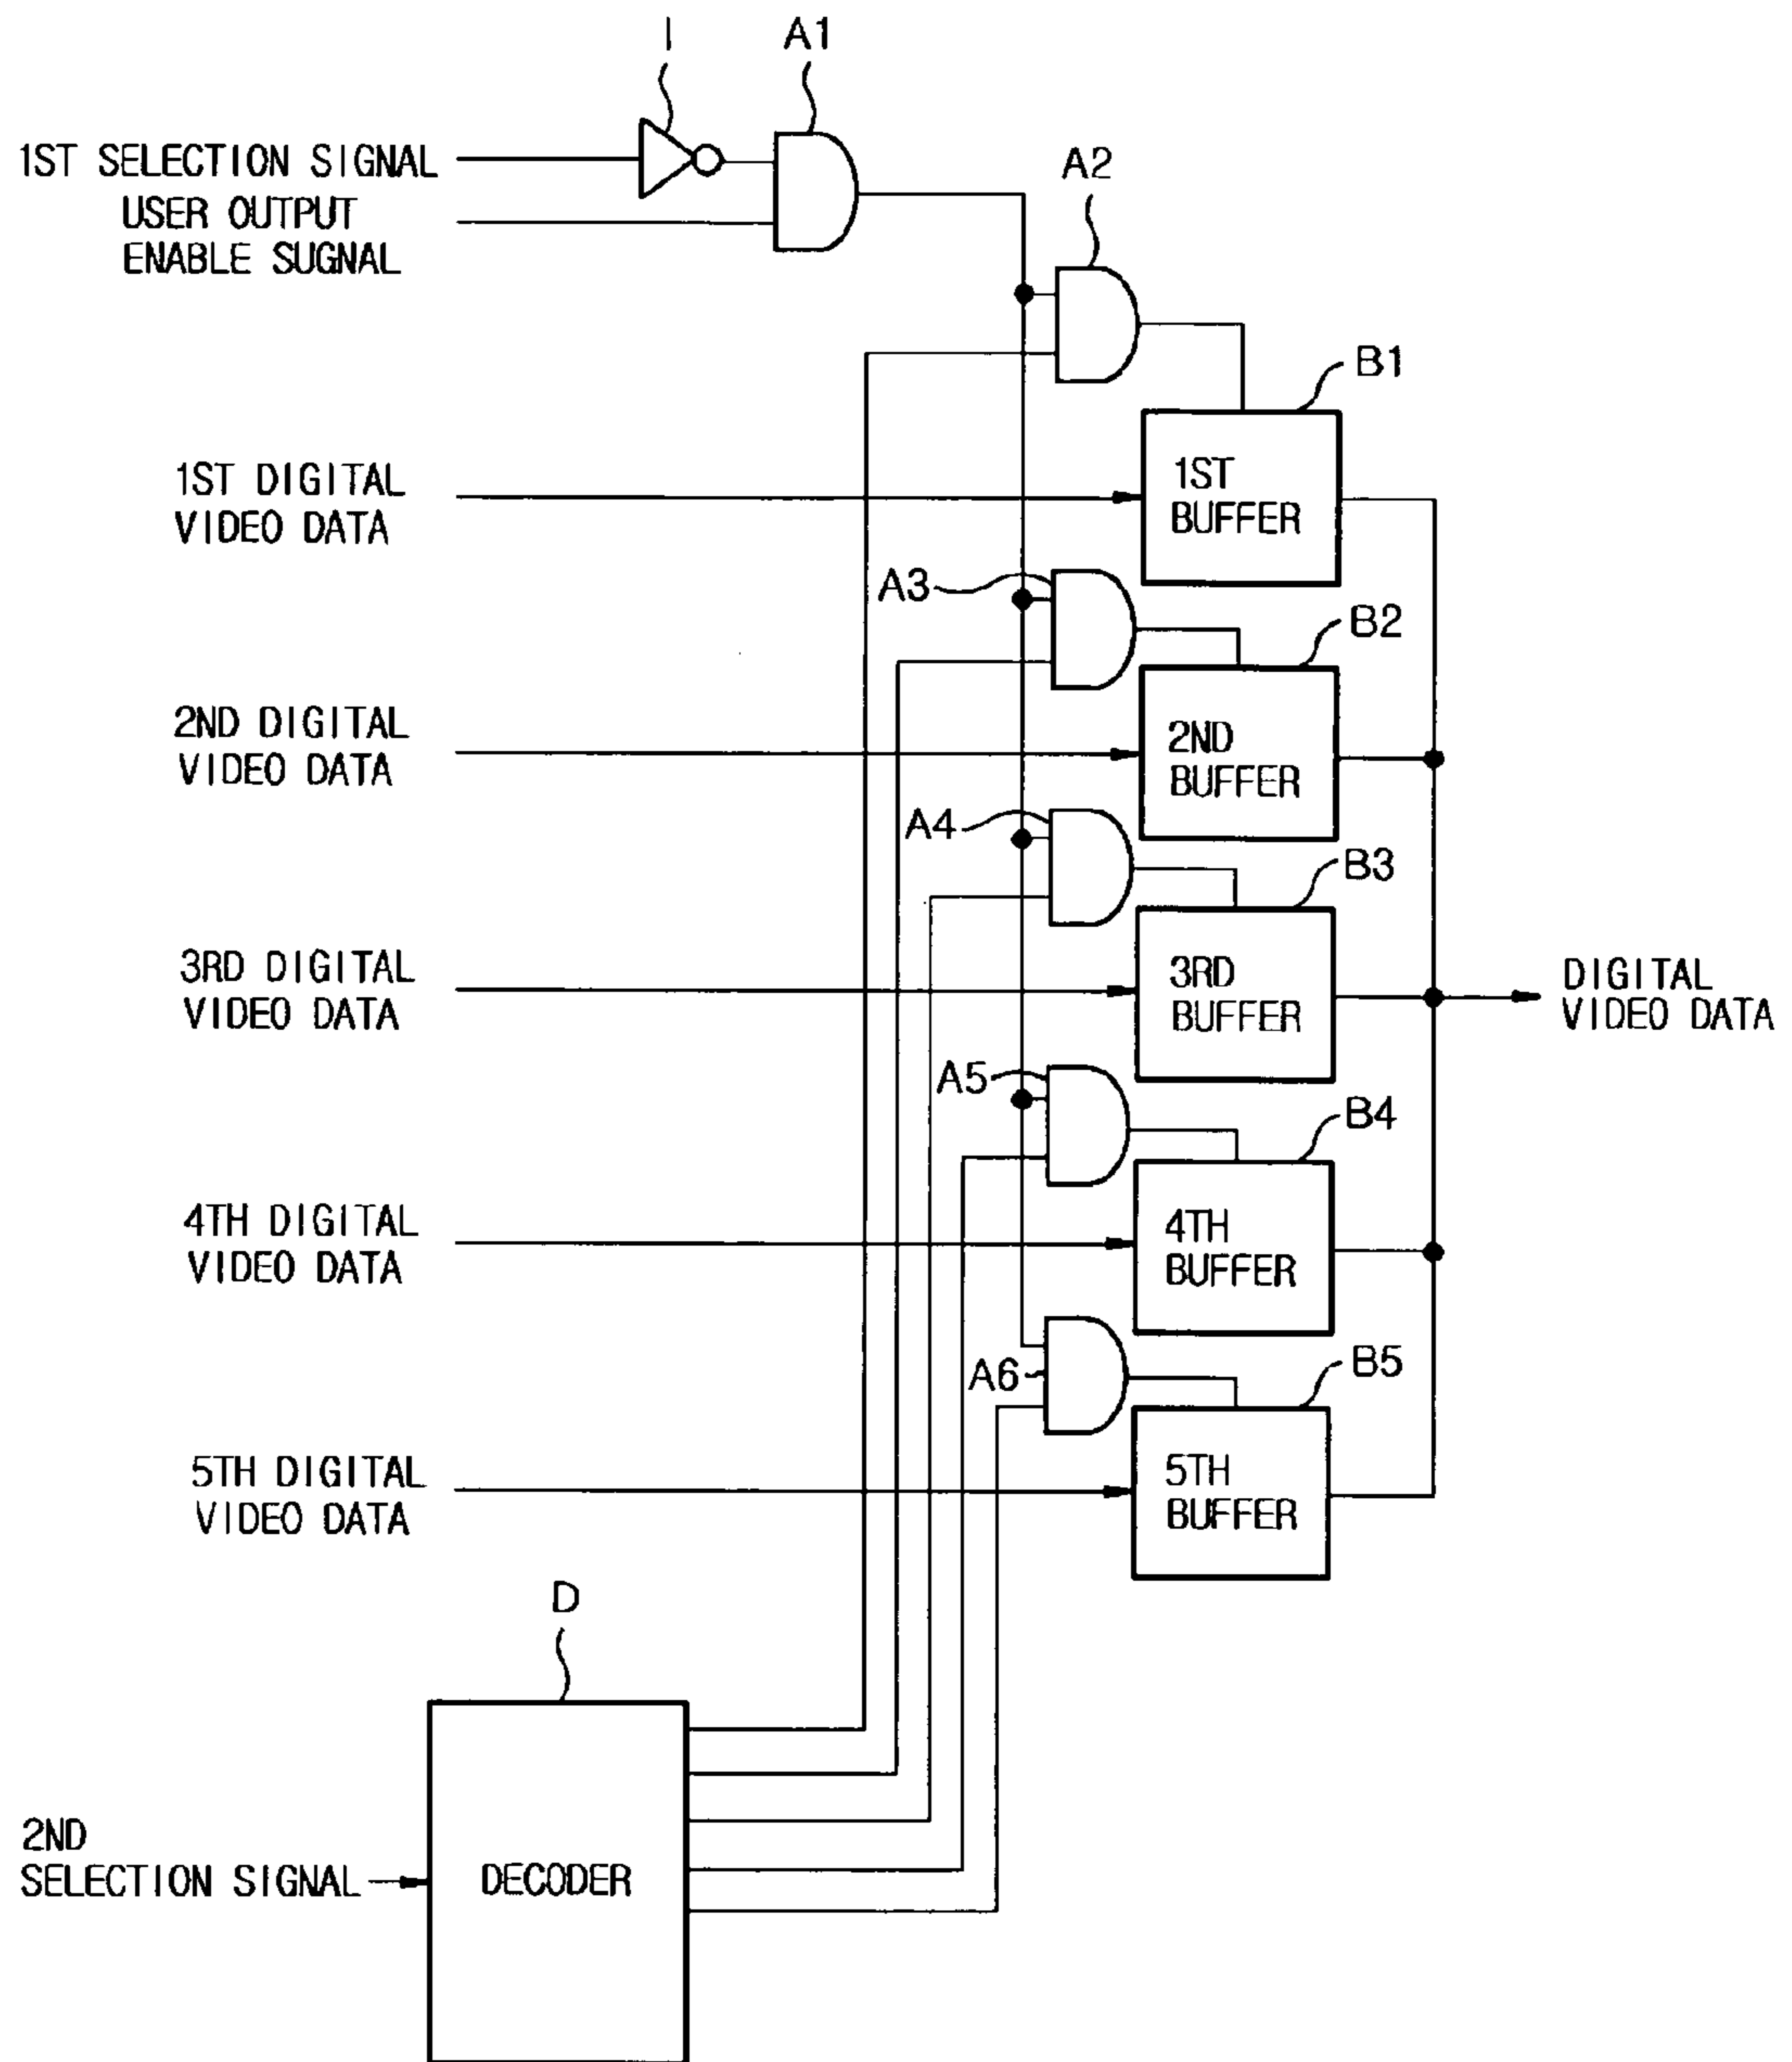 I
A1
1ST SELECTION SIGNAL
USER OUTPUT
ENABLE SUGNAL
A2
B1
1ST DIGITAL
VIDEO DATA
1ST
BUFFER
A3
B2
2ND DIGITAL
VIDEO DATA
2ND
BUFFER
A4
B3
3RD DIGITAL
VIDEO DATA
3RD
BUFFER
DIGITAL
VIDEO DATA
A5
B4
4TH DIGITAL
VIDEO DATA
4TH
BUFFER
A6
B5
5TH DIGITAL
VIDEO DATA
5TH
BUFFER
D
2ND
SELECTION SIGNAL
DECODER